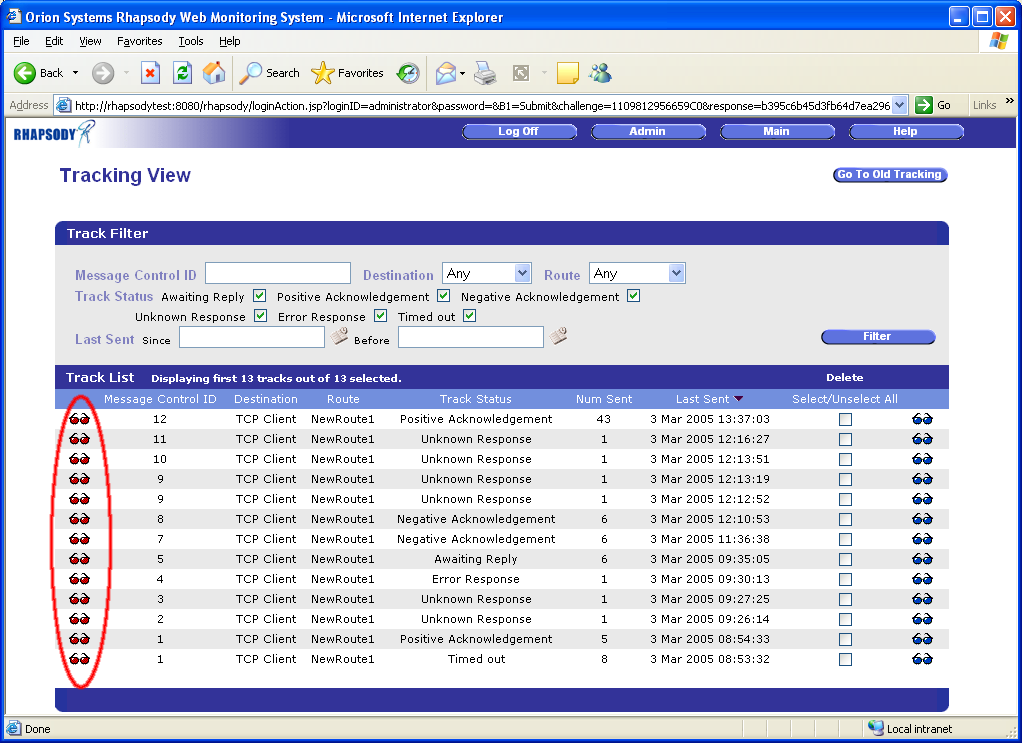 Orion Systems Rhapsody Web Monitoring System - Microsoft Internet Explorer
File Edit View Favorites Tools Help
Back Search Favorites
Address http://rhapsodytest:8080/rhapsody/loginAction.jsp?loginID=administrator&password=&B1=Submit&challenge=1109812956659C0&response=b395c6b45d3fb64d7ea296 Go Links »
RHAPSODY R Log Off Admin Main Help
Tracking View Go To Old Tracking
Track Filter
Message Control ID Destination Any Route Any
Track Status Awaiting Reply Positive Acknowledgement Negative Acknowledgement
Unknown Response Error Response Timed out
Last Sent Since Before Filter
Track List Displaying first 13 tracks out of 13 selected. Delete
Message Control ID Destination Route Track Status Num Sent Last Sent Select/Unselect All
12 TCP Client NewRoute1 Positive Acknowledgement 43 3 Mar 2005 13:37:03
11 TCP Client NewRoute1 Unknown Response 1 3 Mar 2005 12:16:27
10 TCP Client NewRoute1 Unknown Response 1 3 Mar 2005 12:13:51
9 TCP Client NewRoute1 Unknown Response 1 3 Mar 2005 12:13:19
9 TCP Client NewRoute1 Unknown Response 1 3 Mar 2005 12:12:52
8 TCP Client NewRoute1 Negative Acknowledgement 6 3 Mar 2005 12:10:53
7 TCP Client NewRoute1 Negative Acknowledgement 6 3 Mar 2005 11:36:38
5 TCP Client NewRoute1 Awaiting Reply 6 3 Mar 2005 09:35:05
4 TCP Client NewRoute1 Error Response 1 3 Mar 2005 09:30:13
3 TCP Client NewRoute1 Unknown Response 1 3 Mar 2005 09:27:25
2 TCP Client NewRoute1 Unknown Response 1 3 Mar 2005 09:26:14
1 TCP Client NewRoute1 Positive Acknowledgement 5 3 Mar 2005 08:54:33
1 TCP Client NewRoute1 Timed out 8 3 Mar 2005 08:53:32
Done Local intranet